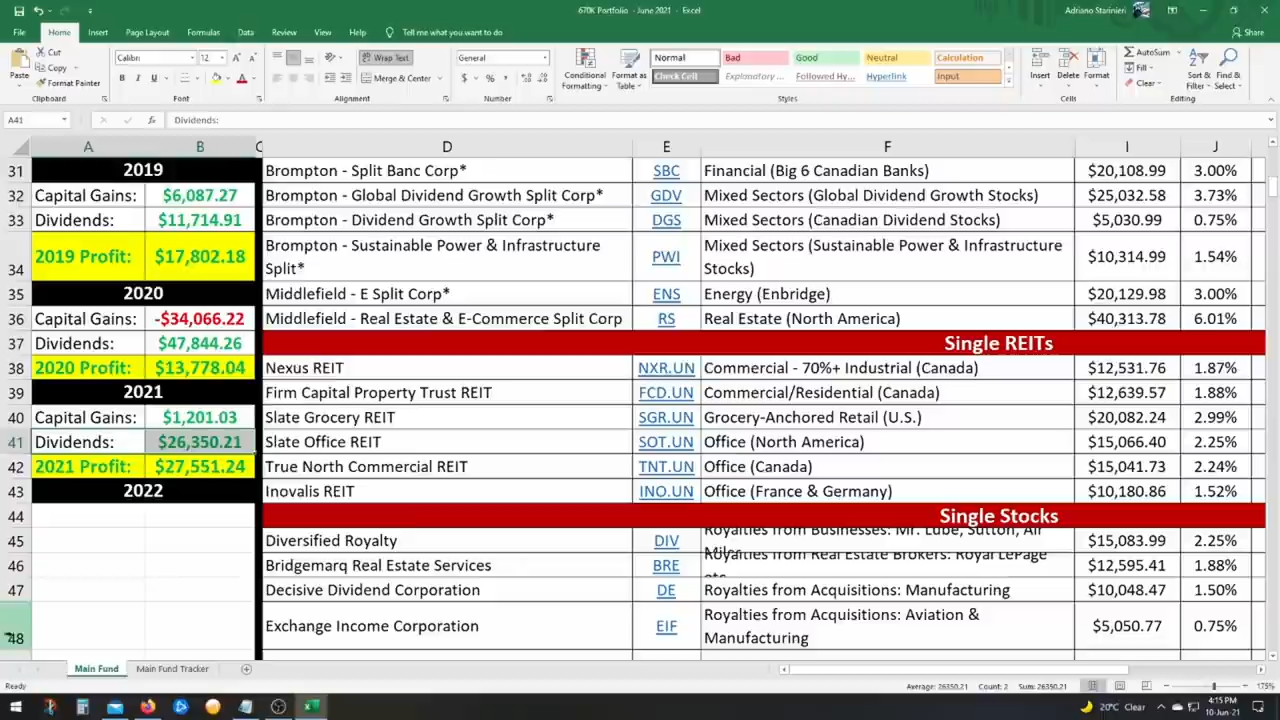 670K Portfolio - June 2021 - Excel
Adriano Starinieri
File Home Insert Page Layout Formulas Data Review View Help Tell me what you want to do Share
Paste Cut Copy Format Painter Clipboard
Calibri 12 B I U Font
Wrap Text Merge & Center Alignment
General Number
Conditional Formatting Format as Table
Normal Bad Good Neutral Calculation
Check Cell Explanatory ... Followed Hy... Hyperlink Input
Styles
Insert Delete Format Cells
AutoSum Fill Clear Sort & Filter Find & Select Editing
A41 Dividends:
A B C D E F I J
31 2019 Brompton - Split Banc Corp* SBC Financial (Big 6 Canadian Banks) $20,108.99 3.00%
32 Capital Gains: $6,087.27 Brompton - Global Dividend Growth Split Corp* GDV Mixed Sectors (Global Dividend Growth Stocks) $25,032.58 3.73%
33 Dividends: $11,714.91 Brompton - Dividend Growth Split Corp* DGS Mixed Sectors (Canadian Dividend Stocks) $5,030.99 0.75%
34 2019 Profit: $17,802.18 Brompton - Sustainable Power & Infrastructure Split* PWI Mixed Sectors (Sustainable Power & Infrastructure Stocks) $10,314.99 1.54%
35 2020 Middlefield - E Split Corp* ENS Energy (Enbridge) $20,129.98 3.00%
36 Capital Gains: -$34,066.22 Middlefield - Real Estate & E-Commerce Split Corp RS Real Estate (North America) $40,313.78 6.01%
37 Dividends: $47,844.26 Single REITs
38 2020 Profit: $13,778.04 Nexus REIT NXR.UN Commercial - 70%+ Industrial (Canada) $12,531.76 1.87%
39 2021 Firm Capital Property Trust REIT FCD.UN Commercial/Residential (Canada) $12,639.57 1.88%
40 Capital Gains: $1,201.03 Slate Grocery REIT SGR.UN Grocery-Anchored Retail (U.S.) $20,082.24 2.99%
41 Dividends: $26,350.21 Slate Office REIT SOT.UN Office (North America) $15,066.40 2.25%
42 2021 Profit: $27,551.24 True North Commercial REIT TNT.UN Office (Canada) $15,041.73 2.24%
43 2022 Inovalis REIT INO.UN Office (France & Germany) $10,180.86 1.52%
44 Single Stocks
45 Diversified Royalty DIV Royalties from Businesses: Mr. Lube, Sutton, Air $15,083.99 2.25%
46 Bridgemarq Real Estate Services BRE Royalties from Real Estate Brokers: Royal LePage $12,595.41 1.88%
47 Decisive Dividend Corporation DE Royalties from Acquisitions: Manufacturing $10,048.47 1.50%
48 Exchange Income Corporation EIF Royalties from Acquisitions: Aviation & Manufacturing $5,050.77 0.75%
Main Fund Main Fund Tracker
Ready Average: 26350.21 Count: 2 Sum: 26350.21 175%
20°C Clear 4:15 PM
10-Jun-21